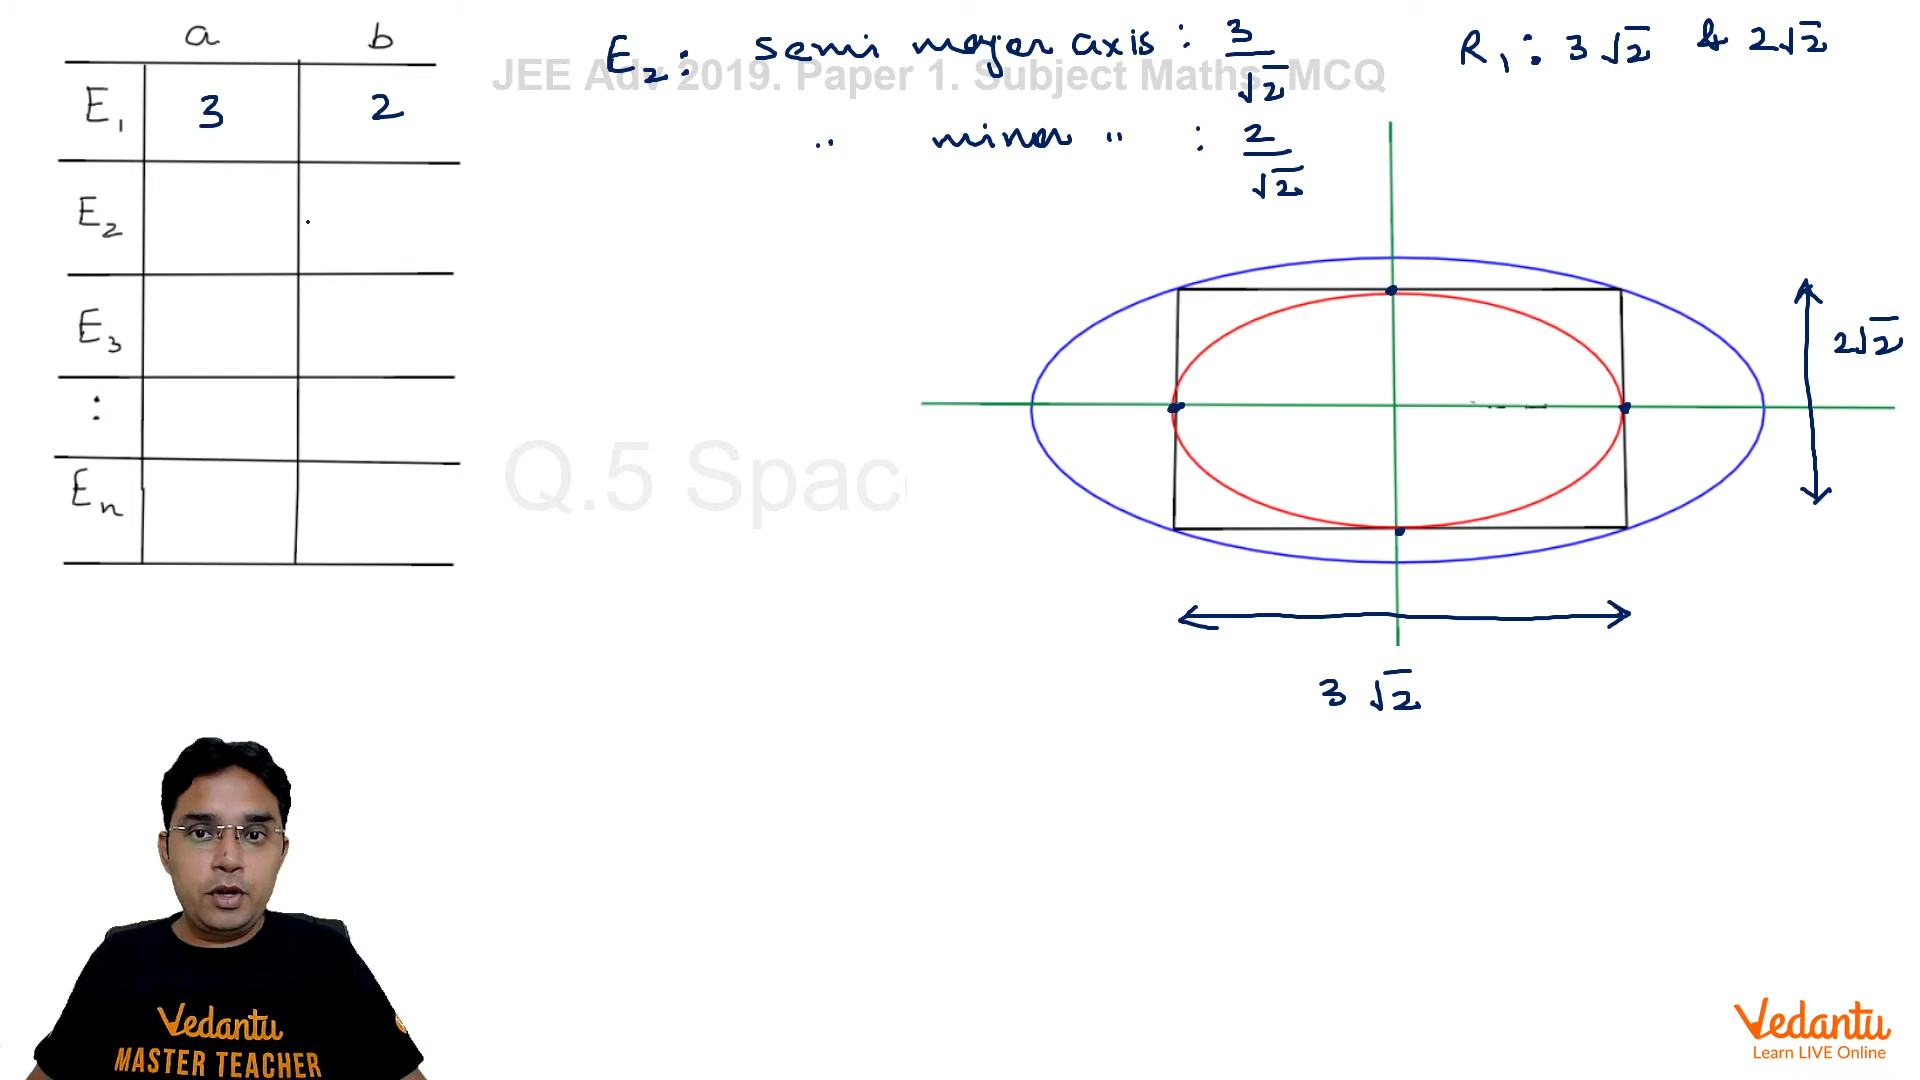 a b
E₁ 3 2
E₂
E₃
:
Eₙ
E₂ : semi major axis : 3/√2
" minor " : 2/√2
R₁ : 3√2 & 2√2
JEE Adv 2019. Paper 1. Subject Maths. MCQ
Q.5 Spac
2√2
3√2
Vedantu
MASTER TEACHER
Vedantu
Learn LIVE Online